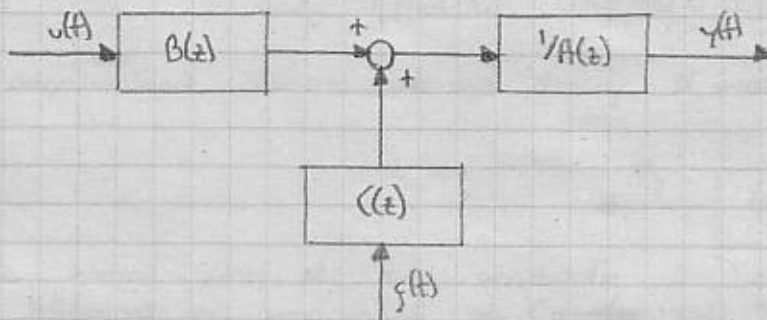 u(t)
B(z)
+
+
1/A(z)
y(t)
C(z)
ξ(t)